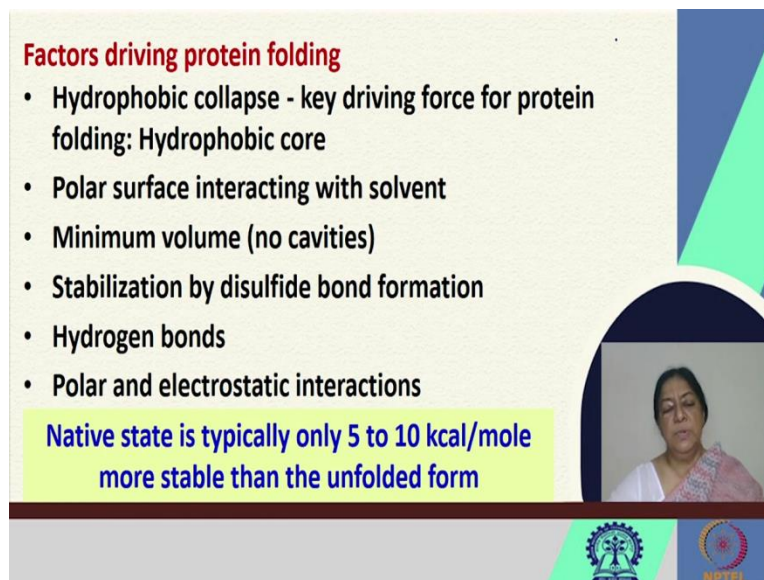 Factors driving protein folding
• Hydrophobic collapse - key driving force for protein
folding: Hydrophobic core
• Polar surface interacting with solvent
• Minimum volume (no cavities)
• Stabilization by disulfide bond formation
• Hydrogen bonds
• Polar and electrostatic interactions
Native state is typically only 5 to 10 kcal/mole
more stable than the unfolded form
NPTEL